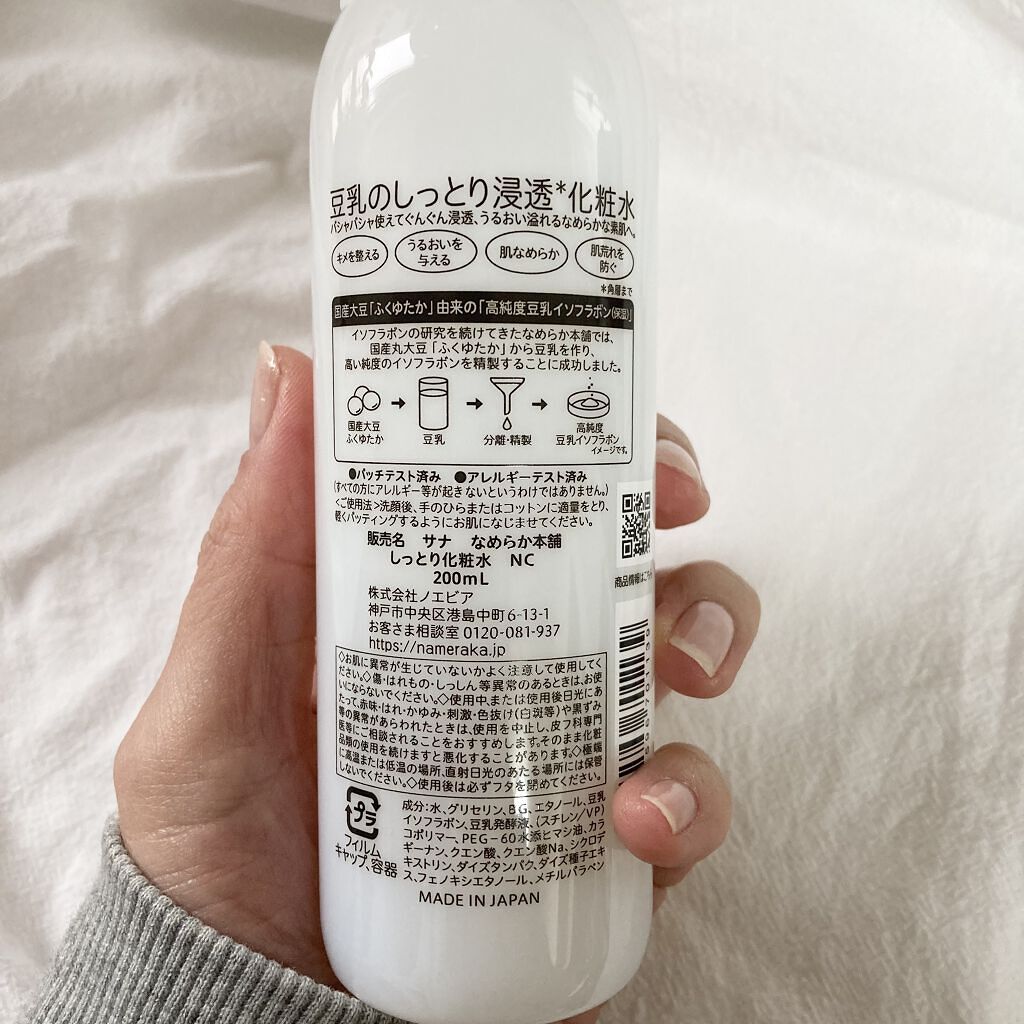 豆乳のしっとり浸透*化粧水
パシャパシャ使えてぐんぐん浸透、うるおい溢れるなめらかな素肌へ。
キメを整える
うるおいを
与える
肌なめらか
肌荒れを
防ぐ
*角層まで
国産大豆「ふくゆたか」由来の「高純度豆乳イソフラボン(保湿)」
イソフラボンの研究を続けてきたなめらか本舗では、
国産丸大豆「ふくゆたか」から豆乳を作り、
高い純度のイソフラボンを精製することに成功しました。
国産大豆
ふくゆたか
豆乳
分離・精製
高純度
豆乳イソフラボン
イメージです。
●パッチテスト済み ●アレルギーテスト済み
(すべての方にアレルギー等が起きないというわけではありません。)
<ご使用法>洗顔後、手のひらまたはコットンに適量をとり、
軽くパッティングするようにお肌になじませてください。
販売名 サナ なめらか本舗
しっとり化粧水 NC
200mL
株式会社ノエビア
神戸市中央区港島中町6-13-1
お客さま相談室 0120-081-937
https://nameraka.jp
◇お肌に異常が生じていないかよく注意して使用してく
ださい。◇傷・はれもの・しっしん等異常のあるときは、お使
いにならないでください。◇使用中、または使用後日光にあ
たって、赤味・はれ・かゆみ・刺激・色抜け(白斑等)や黒ずみ
等の異常があらわれたときは、使用を中止し、皮フ科専門
医等にご相談されることをおすすめします。そのまま化粧
品類の使用を続けますと悪化することがあります。◇極端
に高温または低温の場所、直射日光のあたる場所には保管
しないでください。◇使用後は必ずフタを閉めてください。
プラ
フィルム
キャップ、容器
成分:水、グリセリン、BG、エタノール、豆乳
イソフラボン、豆乳発酵液、(スチレン/VP)
コポリマー、PEG-60水添ヒマシ油、カラ
ギーナン、クエン酸、クエン酸Na、シクロデ
キストリン、ダイズタンパク、ダイズ種子エキ
ス、フェノキシエタノール、メチルパラベン
MADE IN JAPAN
商品情報はこちら